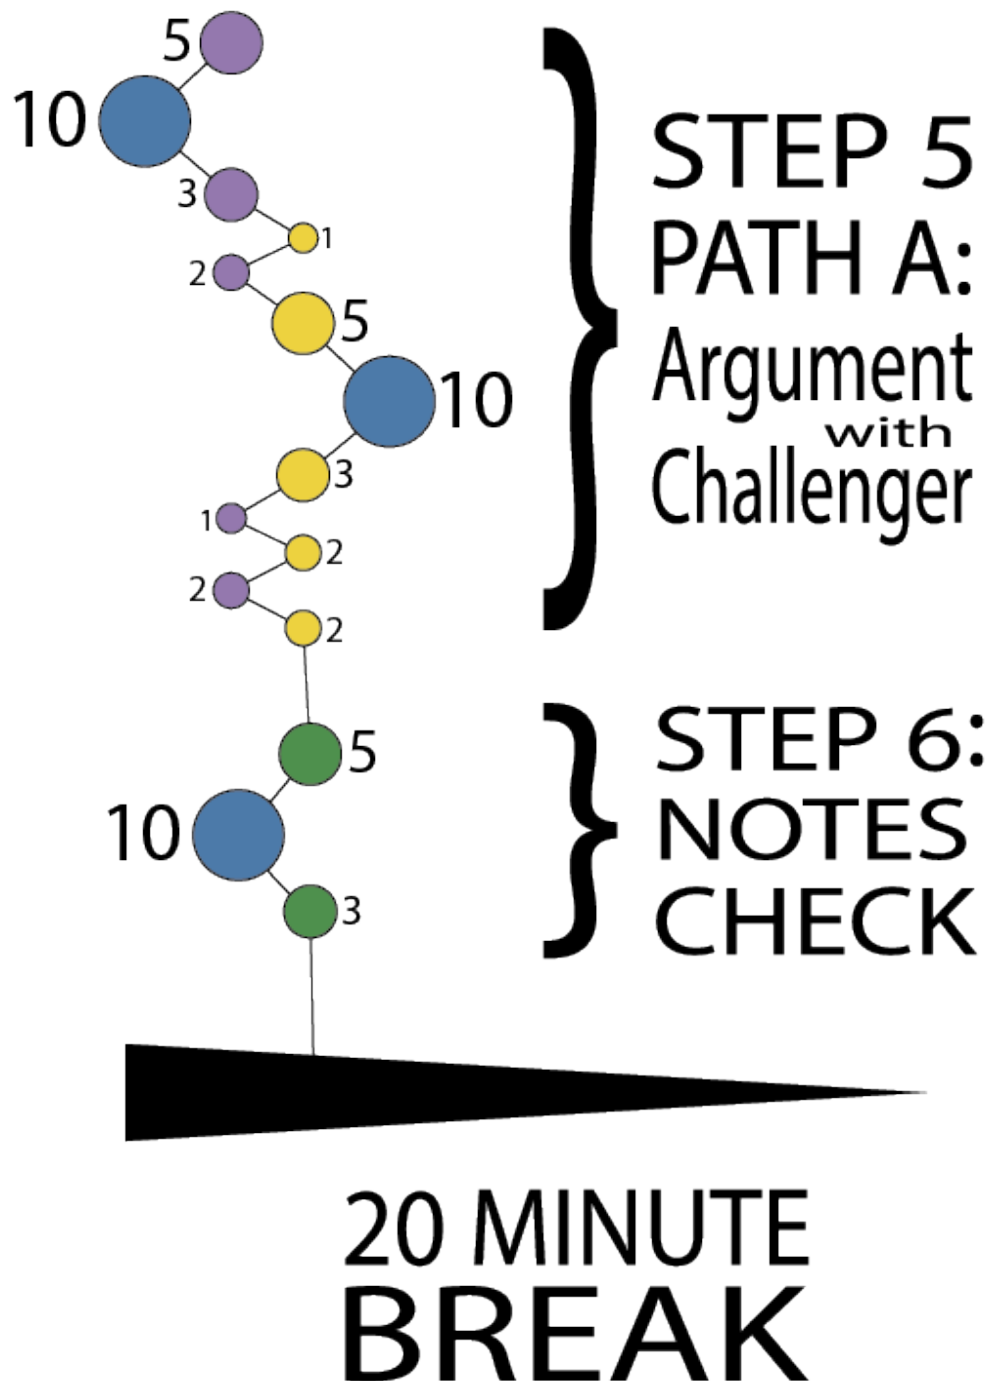 5
10
STEP 5
3
1
PATH A:
2
5
Argument
10
with
3
Challenger
1
2
2
2
STEP 6:
5
10
NOTES
3
CHECK
20 MINUTE
BREAK